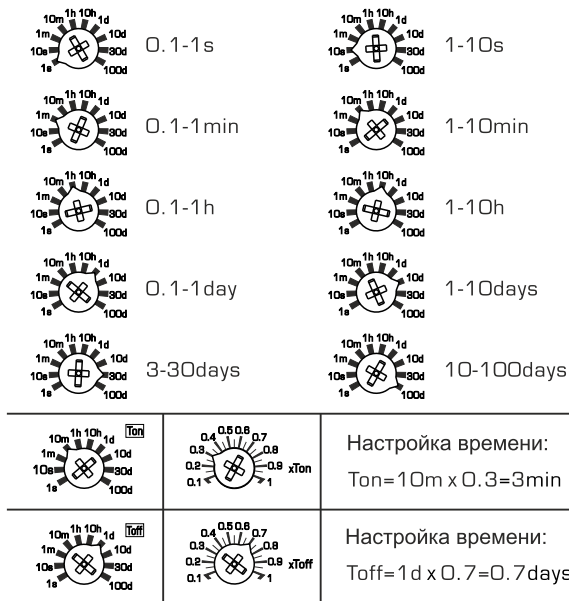 1s 10s 1m 10m 1h 10h 1d 10d 30d 100d 0.1-1s
1s 10s 1m 10m 1h 10h 1d 10d 30d 100d 1-10s
1s 10s 1m 10m 1h 10h 1d 10d 30d 100d 0.1-1min
1s 10s 1m 10m 1h 10h 1d 10d 30d 100d 1-10min
1s 10s 1m 10m 1h 10h 1d 10d 30d 100d 0.1-1h
1s 10s 1m 10m 1h 10h 1d 10d 30d 100d 1-10h
1s 10s 1m 10m 1h 10h 1d 10d 30d 100d 0.1-1day
1s 10s 1m 10m 1h 10h 1d 10d 30d 100d 1-10days
1s 10s 1m 10m 1h 10h 1d 10d 30d 100d 3-30days
1s 10s 1m 10m 1h 10h 1d 10d 30d 100d 10-100days
1s 10s 1m 10m 1h 10h 1d 10d 30d 100d Ton
0.1 0.2 0.3 0.4 0.5 0.6 0.7 0.8 0.9 1 xTon
Настройка времени:
Ton=10m x 0.3=3min
1s 10s 1m 10m 1h 10h 1d 10d 30d 100d Toff
0.1 0.2 0.3 0.4 0.5 0.6 0.7 0.8 0.9 1 xToff
Настройка времени:
Toff=1d x 0.7=0.7days